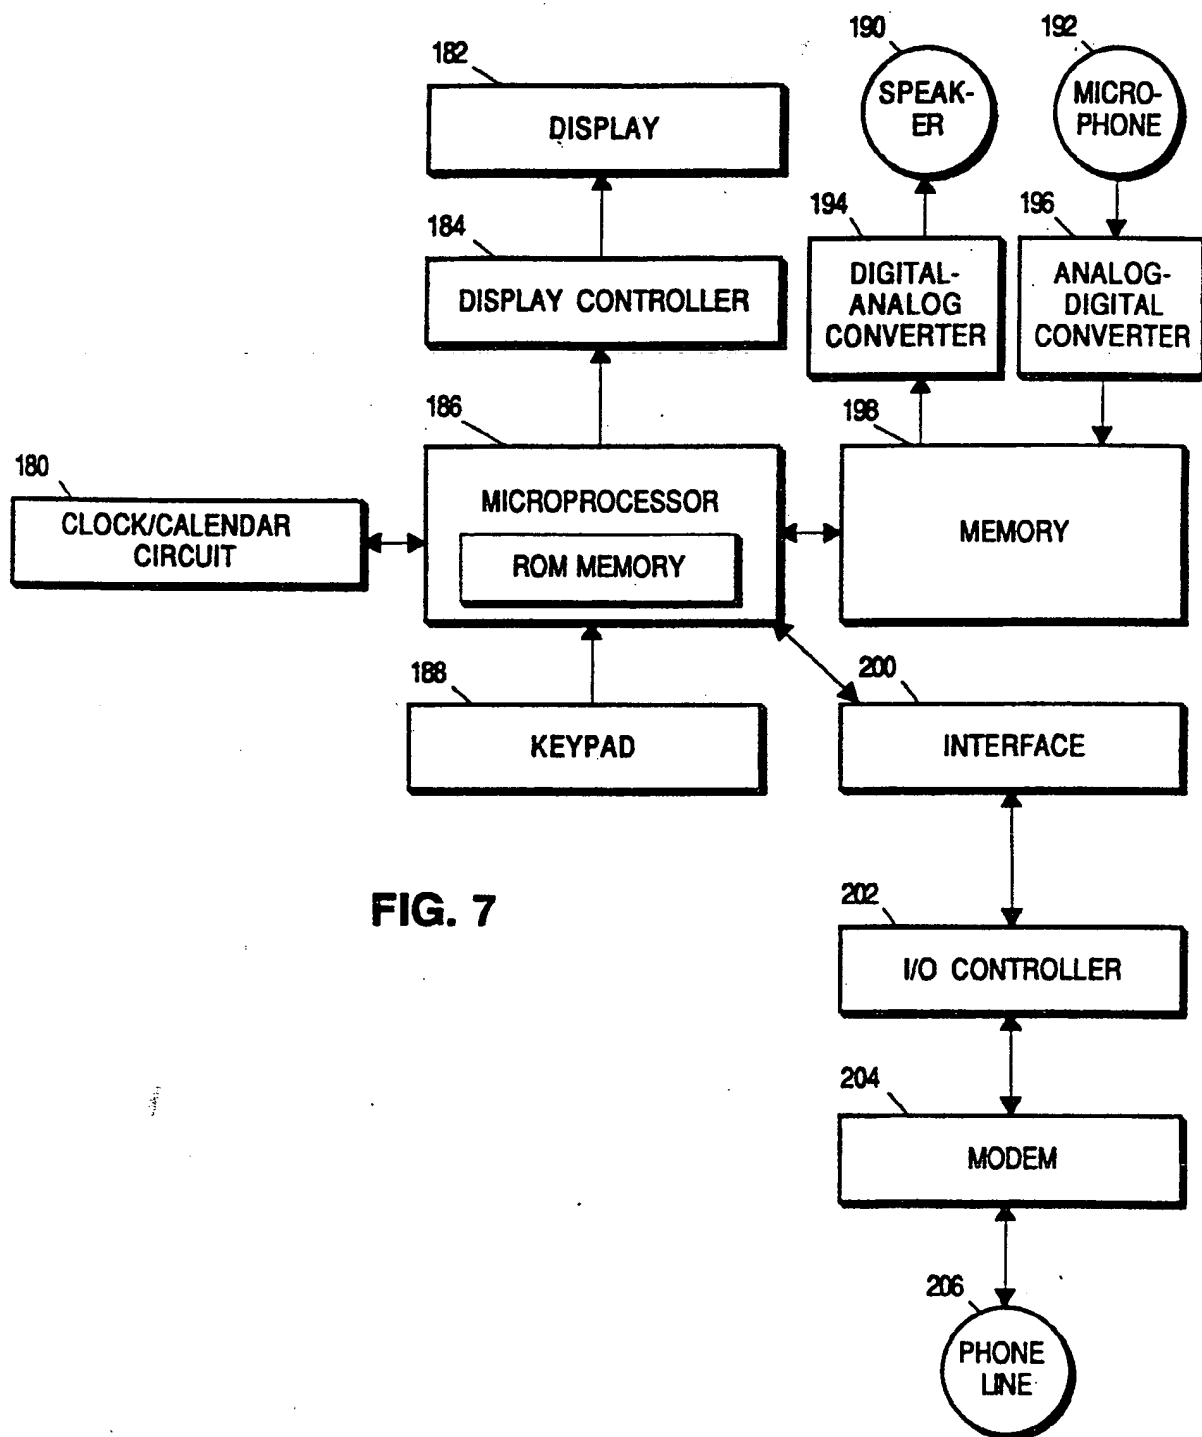 190
192
182
SPEAK-
ER
MICRO-
PHONE
DISPLAY
194
196
184
DIGITAL-
ANALOG
CONVERTER
ANALOG-
DIGITAL
CONVERTER
DISPLAY CONTROLLER
186
198
180
MICROPROCESSOR
CLOCK/CALENDAR
CIRCUIT
MEMORY
ROM MEMORY
188
200
KEYPAD
INTERFACE
FIG. 7
202
I/O CONTROLLER
204
MODEM
206
PHONE
LINE